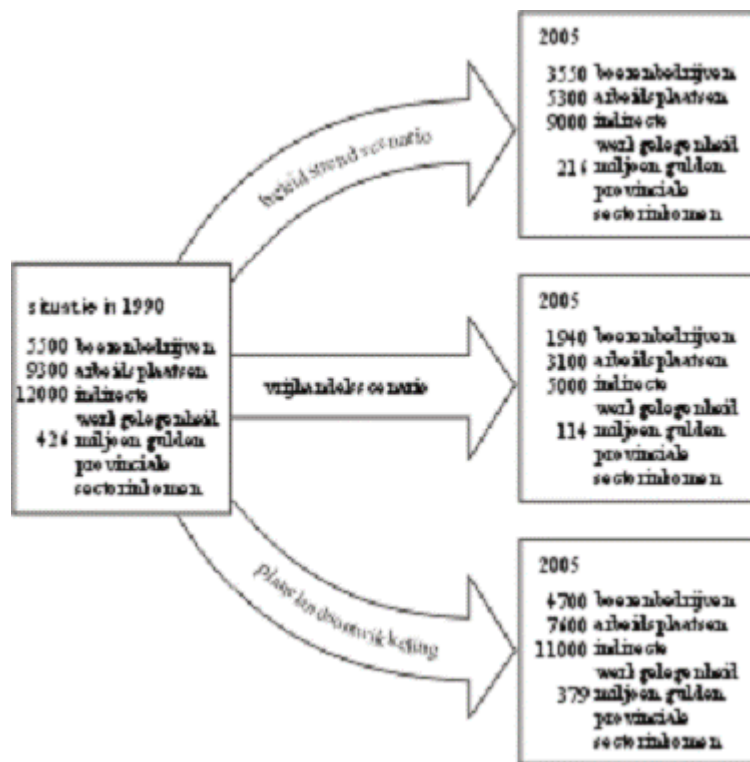 situatie in 1990
5500 boerenbedrijven
9300 arbeidsplaatsen
12000 indirecte
werkgelegenheid
426 miljoen gulden
provinciale
sectorinkomen
beleidstrendscenario
2005
3550 boerenbedrijven
5300 arbeidsplaatsen
9000 indirecte
werkgelegenheid
miljoen gulden
provinciale
sectorinkomen
vrijhandelsscenario
2005
1940 boerenbedrijven
3100 arbeidsplaatsen
5000 indirecte
werkgelegenheid
114 miljoen gulden
provinciale
sectorinkomen
2005
4700 boerenbedrijven
7600 arbeidsplaatsen
11000 indirecte
werkgelegenheid
379 miljoen gulden
provinciale
sectorinkomen